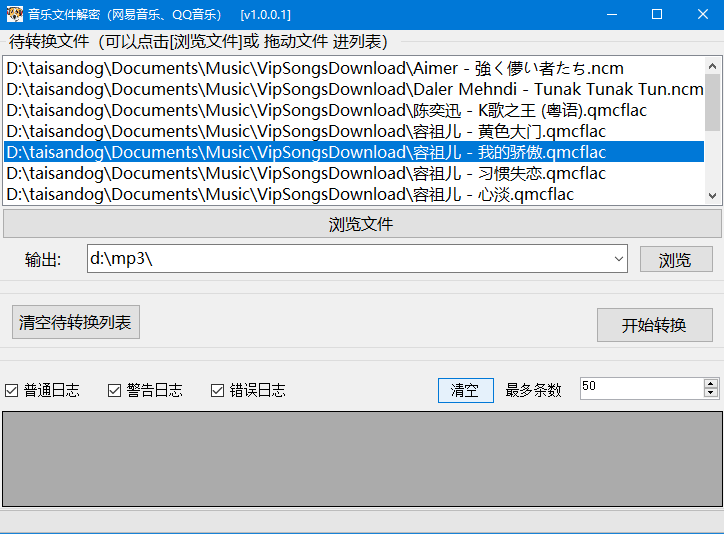 音乐文件解密（网易音乐、QQ音乐） [v1.0.0.1]
待转换文件（可以点击[浏览文件]或 拖动文件 进列表）
D:\taisandog\Documents\Music\VipSongsDownload\Aimer - 強く儚い者たち.ncm
D:\taisandog\Documents\Music\VipSongsDownload\Daler Mehndi - Tunak Tunak Tun.ncm
D:\taisandog\Documents\Music\VipSongsDownload\陈奕迅 - K歌之王 (粤语).qmcflac
D:\taisandog\Documents\Music\VipSongsDownload\容祖儿 - 黄色大门.qmcflac
D:\taisandog\Documents\Music\VipSongsDownload\容祖儿 - 我的骄傲.qmcflac
D:\taisandog\Documents\Music\VipSongsDownload\容祖儿 - 习惯失恋.qmcflac
D:\taisandog\Documents\Music\VipSongsDownload\容祖儿 - 心淡.qmcflac
浏览文件
输出: d:\mp3\ 浏览
清空待转换列表 开始转换
普通日志 警告日志 错误日志 清空 最多条数 50